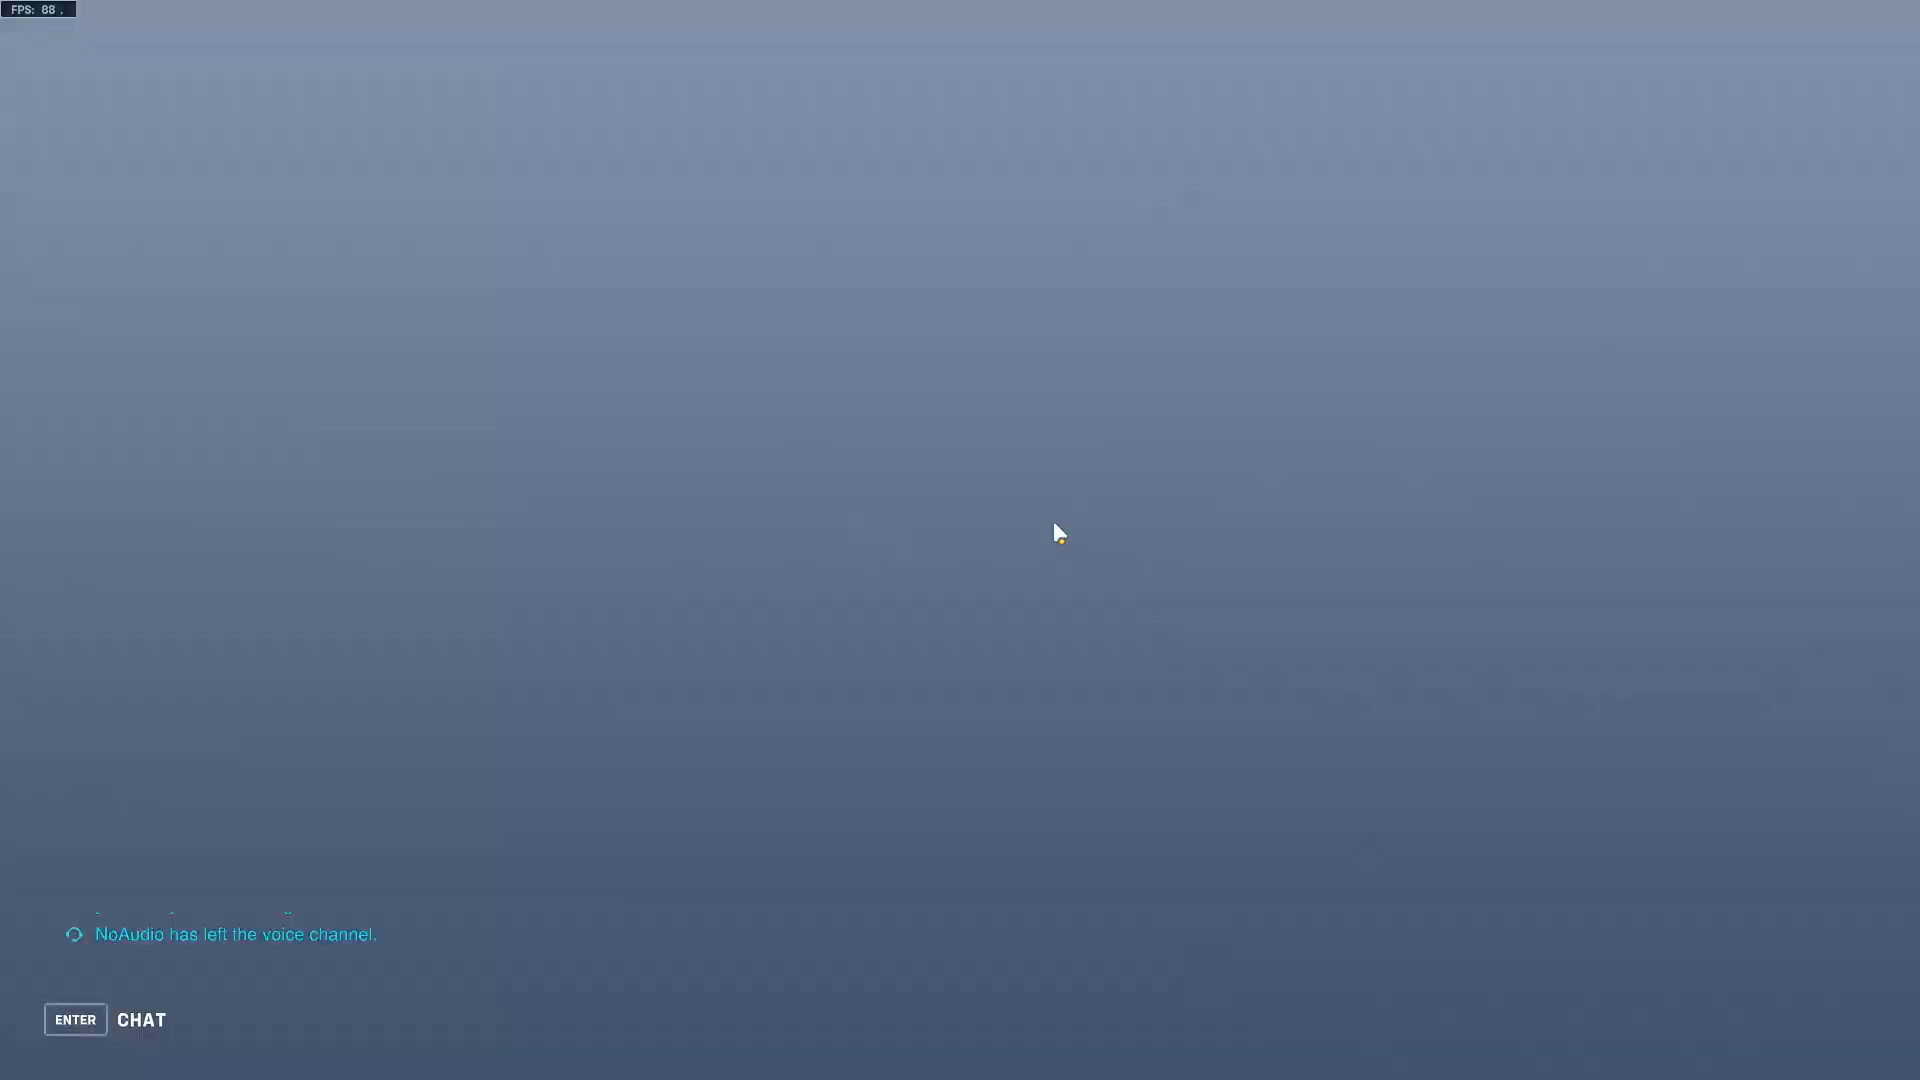 FPS: 88 .
NoAudio has left the voice channel.
ENTER CHAT